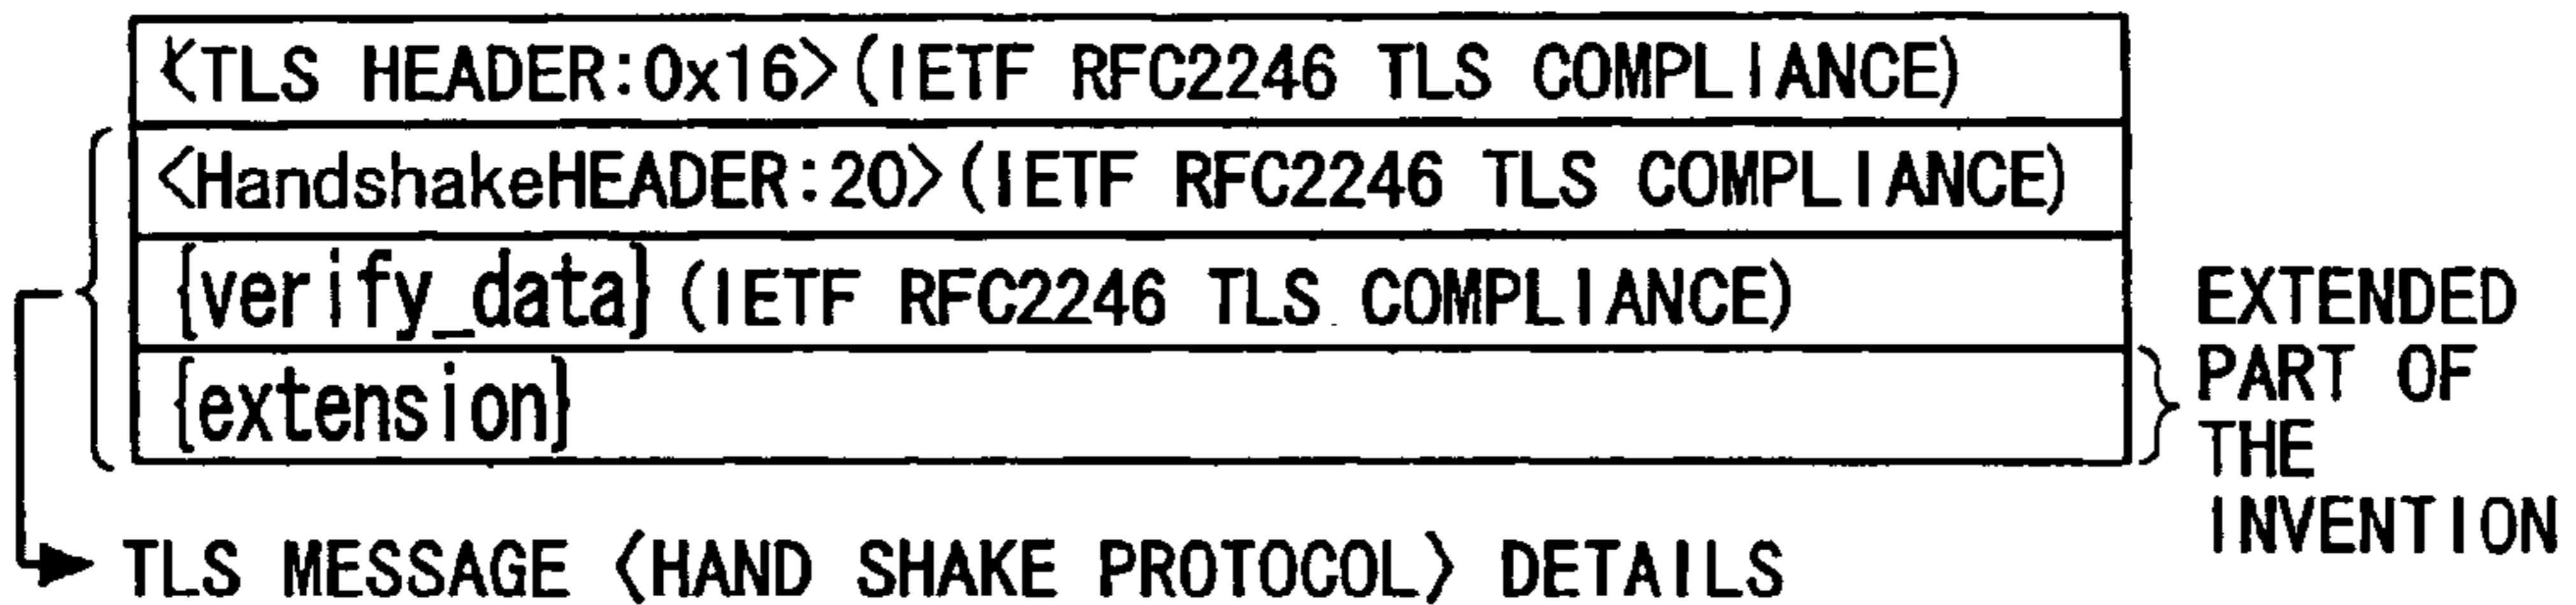 <TLS HEADER:0x16>(IETF RFC2246 TLS COMPLIANCE)
<HandshakeHEADER:20>(IETF RFC2246 TLS COMPLIANCE)
{verify_data}(IETF RFC2246 TLS COMPLIANCE)
{extension}
EXTENDED
PART OF
THE
INVENTION
TLS MESSAGE <HAND SHAKE PROTOCOL> DETAILS